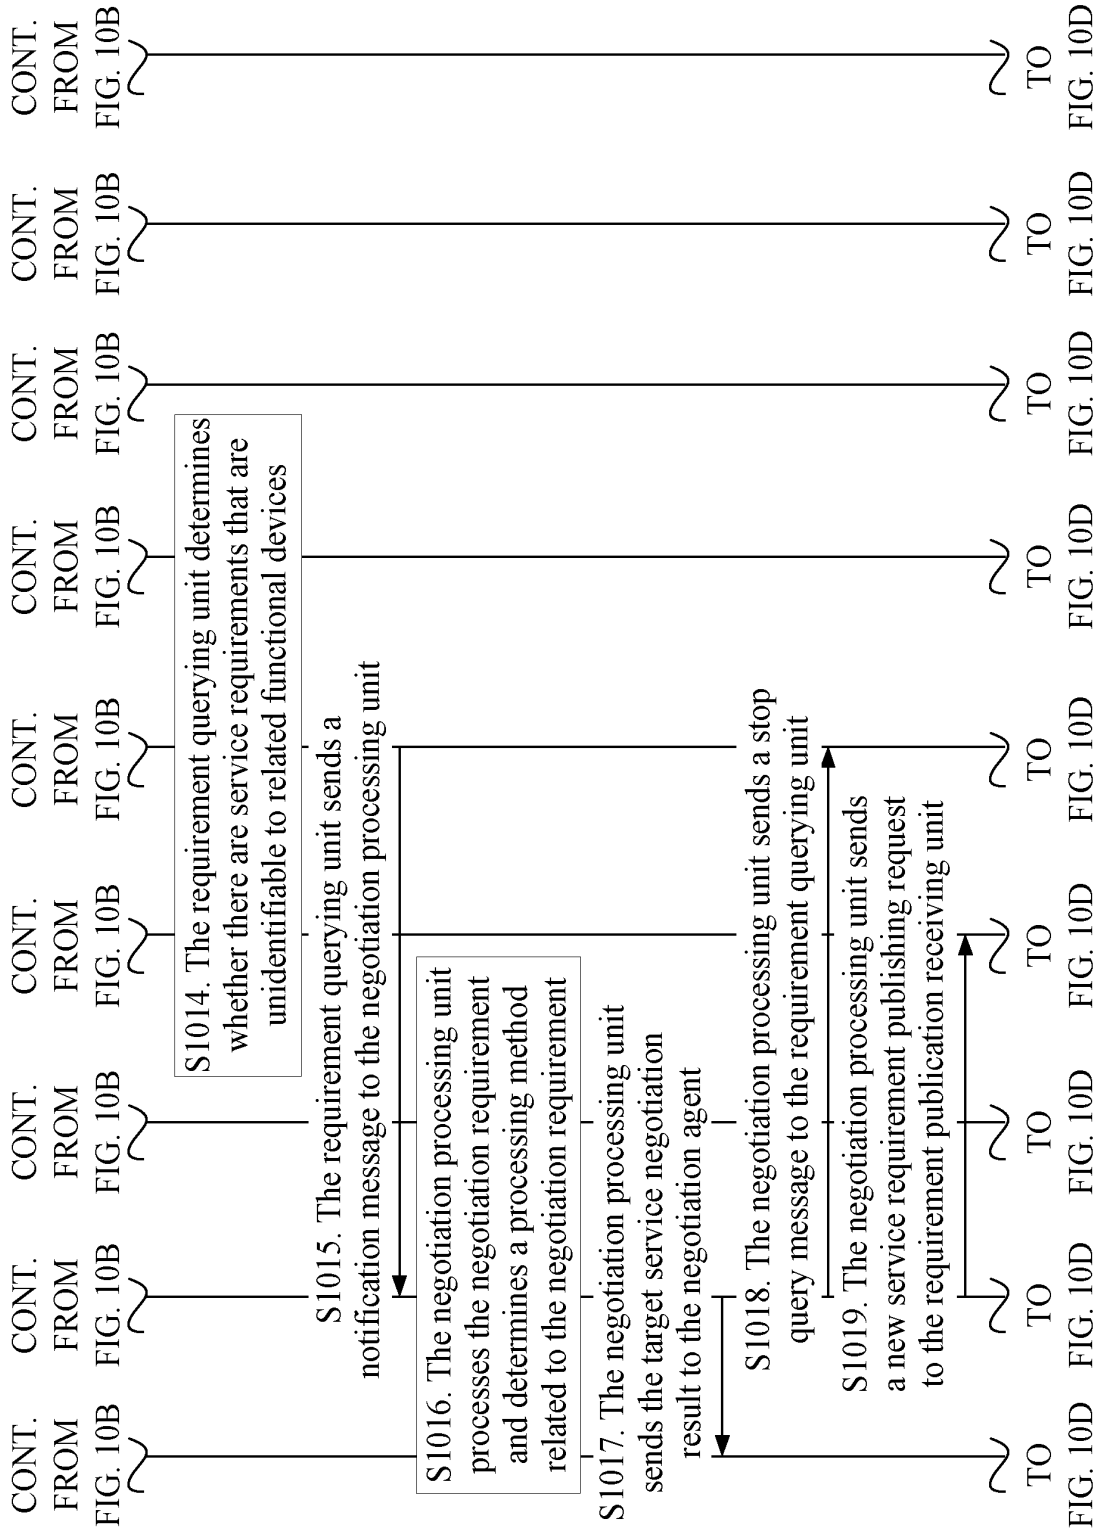 CONT.
FROM
FIG. 10B
CONT.
FROM
FIG. 10B
CONT.
FROM
FIG. 10B
CONT.
FROM
FIG. 10B
CONT.
FROM
FIG. 10B
CONT.
FROM
FIG. 10B
CONT.
FROM
FIG. 10B
CONT.
FROM
FIG. 10B
CONT.
FROM
FIG. 10B
S1014. The requirement querying unit determines
whether there are service requirements that are
unidentifiable to related functional devices
S1015. The requirement querying unit sends a
notification message to the negotiation processing unit
S1016. The negotiation processing unit
processes the negotiation requirement
and determines a processing method
related to the negotiation requirement
S1017. The negotiation processing unit
sends the target service negotiation
result to the negotiation agent
S1018. The negotiation processing unit sends a stop
query message to the requirement querying unit
S1019. The negotiation processing unit sends
a new service requirement publishing request
to the requirement publication receiving unit
TO
FIG. 10D
TO
FIG. 10D
TO
FIG. 10D
TO
FIG. 10D
TO
FIG. 10D
TO
FIG. 10D
TO
FIG. 10D
TO
FIG. 10D
TO
FIG. 10D